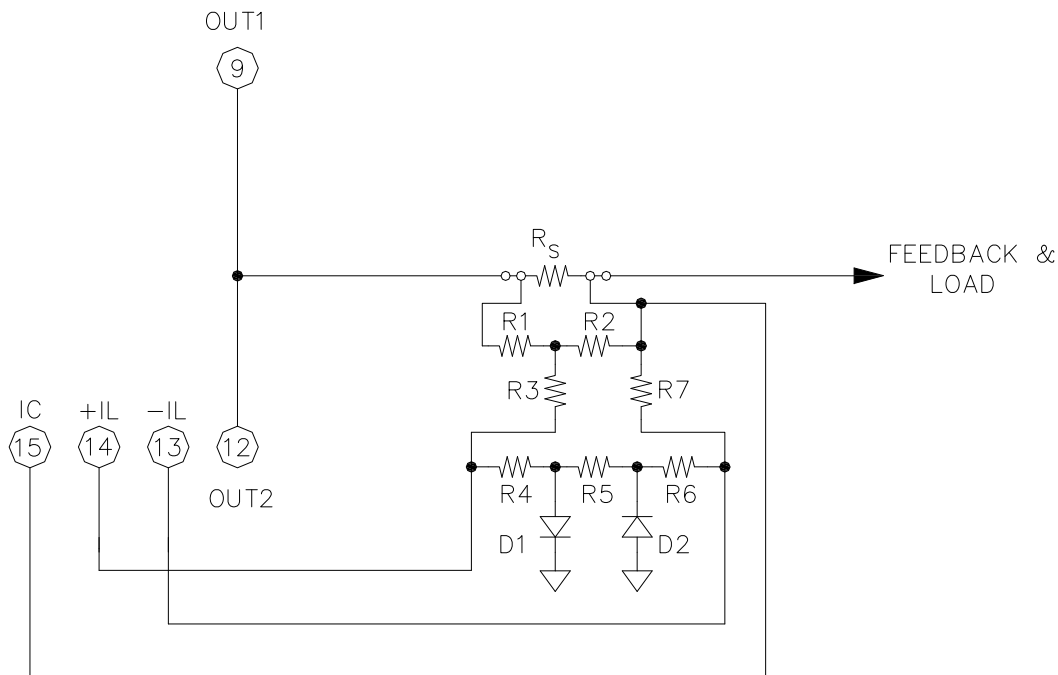 OUT1
9
R_S
FEEDBACK &
LOAD
R1
R2
R3
R7
IC
+IL
-IL
15
14
13
12
OUT2
R4
R5
R6
D1
D2